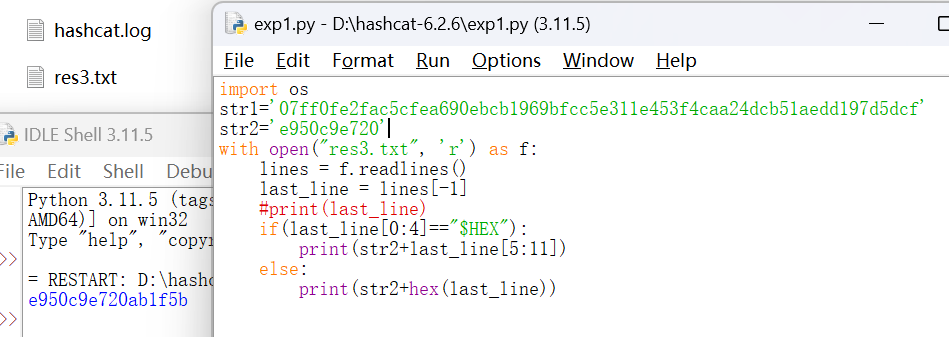 hashcat.log
res3.txt
IDLE Shell 3.11.5
File Edit Shell Debu
Python 3.11.5 (tags
AMD64)] on win32
Type "help", "copyr
>>
= RESTART: D:\hashc
e950c9e720ab1f5b
>>
exp1.py - D:\hashcat-6.2.6\exp1.py (3.11.5)
File Edit Format Run Options Window Help
import os
str1='07ff0fe2fac5cfea690ebcb1969bfcc5e311e453f4caa24dcb51aedd197d5dcf'
str2='e950c9e720'
with open("res3.txt", 'r') as f:
    lines = f.readlines()
    last_line = lines[-1]
    #print(last_line)
    if(last_line[0:4]=="$HEX"):
        print(str2+last_line[5:11])
    else:
        print(str2+hex(last_line))